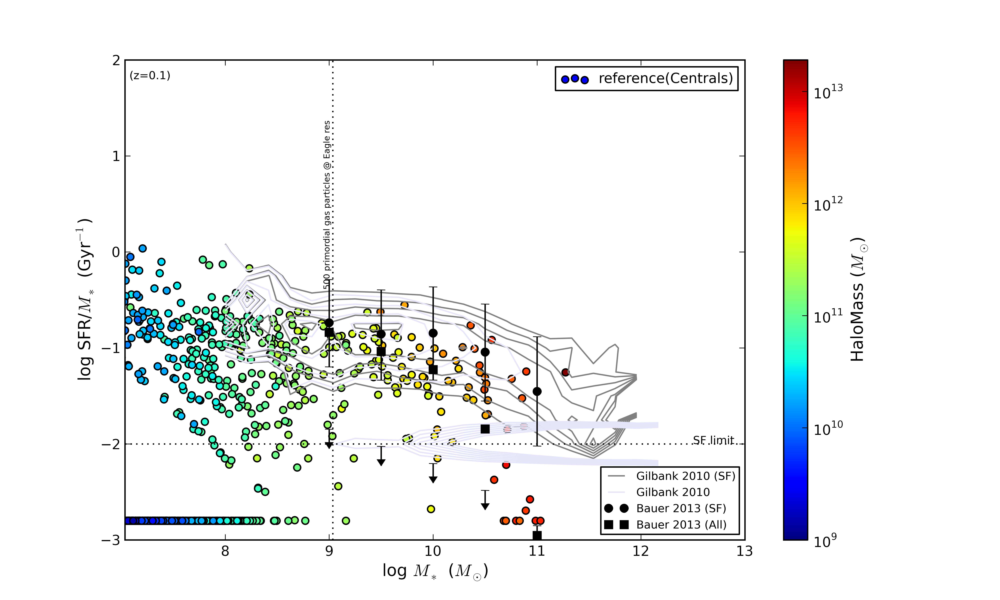 (z=0.1)
reference(Centrals)
500 primordial gas particles @ Eagle res
SF limit
Gilbank 2010 (SF)
Gilbank 2010
Bauer 2013 (SF)
Bauer 2013 (All)
2
1
0
−1
−2
−3
8
9
10
11
12
13
log SFR/M* (Gyr⁻¹)
log M* (M⊙)
10¹³
10¹²
10¹¹
10¹⁰
10⁹
HaloMass (M⊙)